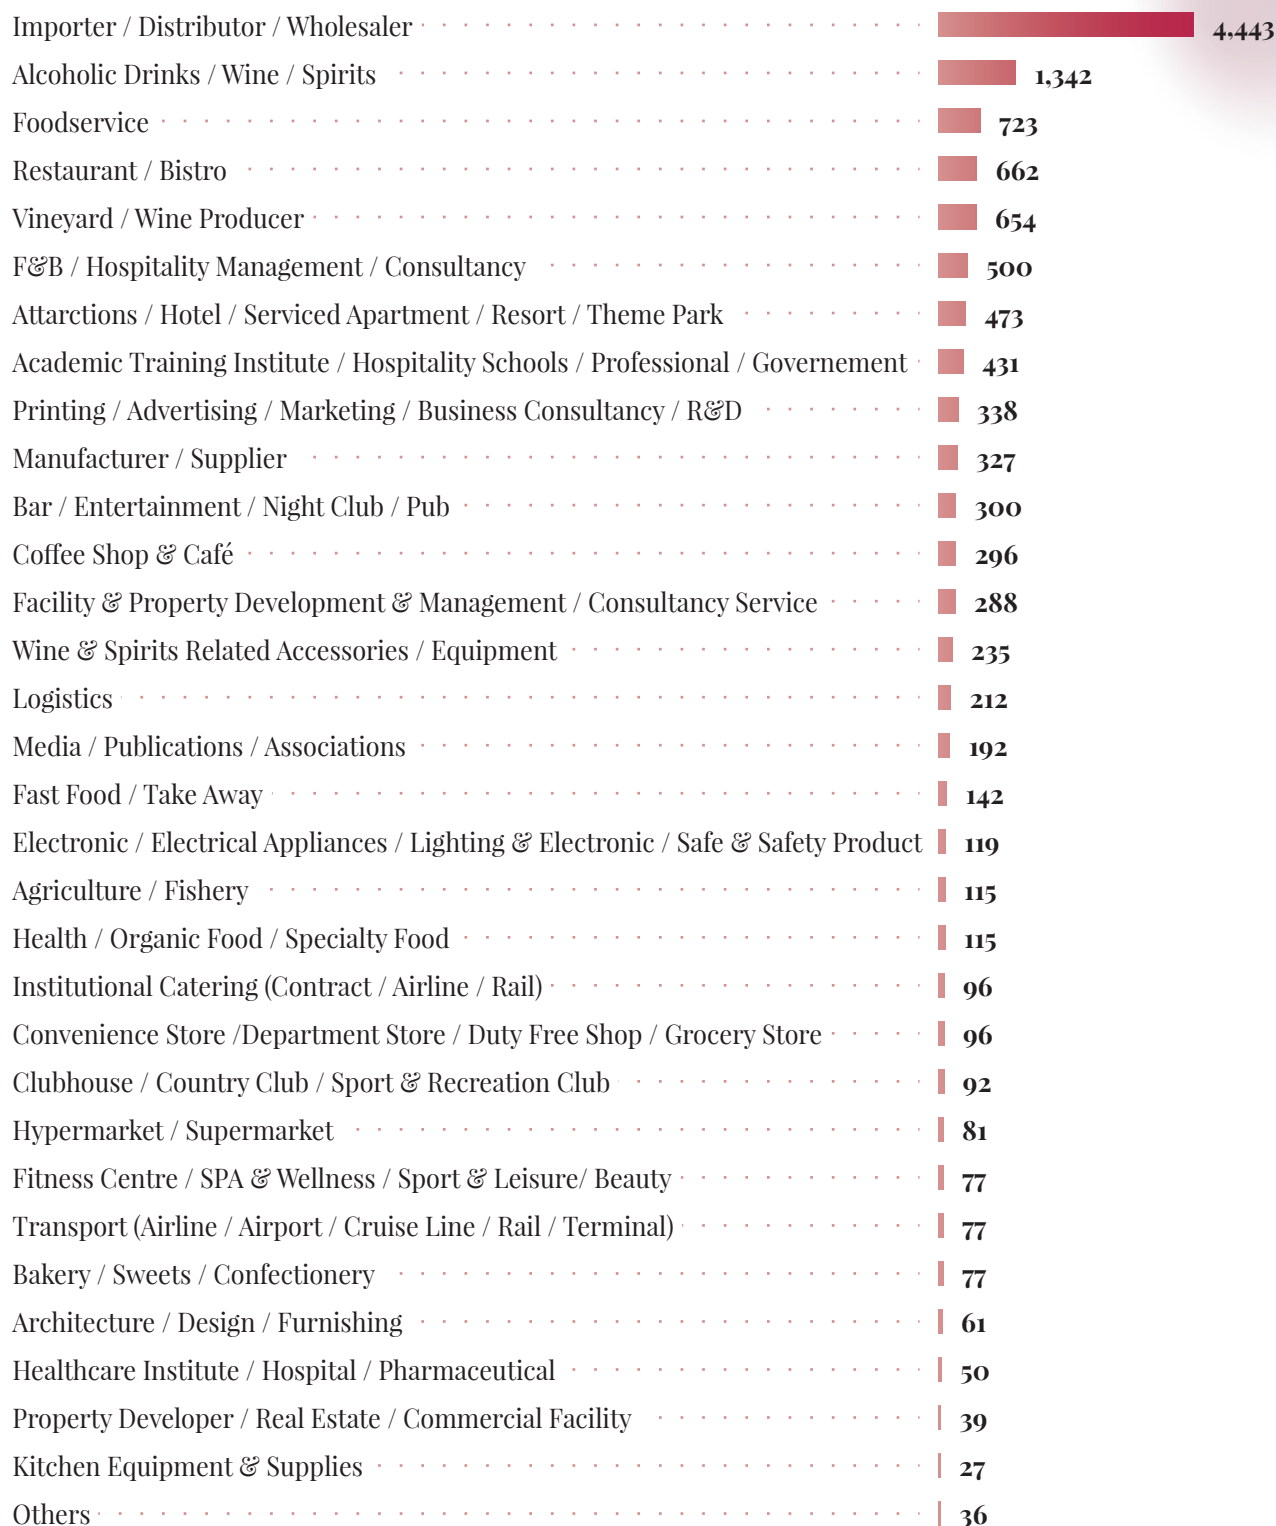 Importer / Distributor / Wholesaler 4,443
Alcoholic Drinks / Wine / Spirits 1,342
Foodservice 723
Restaurant / Bistro 662
Vineyard / Wine Producer 654
F&B / Hospitality Management / Consultancy 500
Attarctions / Hotel / Serviced Apartment / Resort / Theme Park 473
Academic Training Institute / Hospitality Schools / Professional / Governement 431
Printing / Advertising / Marketing / Business Consultancy / R&D 338
Manufacturer / Supplier 327
Bar / Entertainment / Night Club / Pub 300
Coffee Shop & Café 296
Facility & Property Development & Management / Consultancy Service 288
Wine & Spirits Related Accessories / Equipment 235
Logistics 212
Media / Publications / Associations 192
Fast Food / Take Away 142
Electronic / Electrical Appliances / Lighting & Electronic / Safe & Safety Product 119
Agriculture / Fishery 115
Health / Organic Food / Specialty Food 115
Institutional Catering (Contract / Airline / Rail) 96
Convenience Store /Department Store / Duty Free Shop / Grocery Store 96
Clubhouse / Country Club / Sport & Recreation Club 92
Hypermarket / Supermarket 81
Fitness Centre / SPA & Wellness / Sport & Leisure/ Beauty 77
Transport (Airline / Airport / Cruise Line / Rail / Terminal) 77
Bakery / Sweets / Confectionery 77
Architecture / Design / Furnishing 61
Healthcare Institute / Hospital / Pharmaceutical 50
Property Developer / Real Estate / Commercial Facility 39
Kitchen Equipment & Supplies 27
Others 36